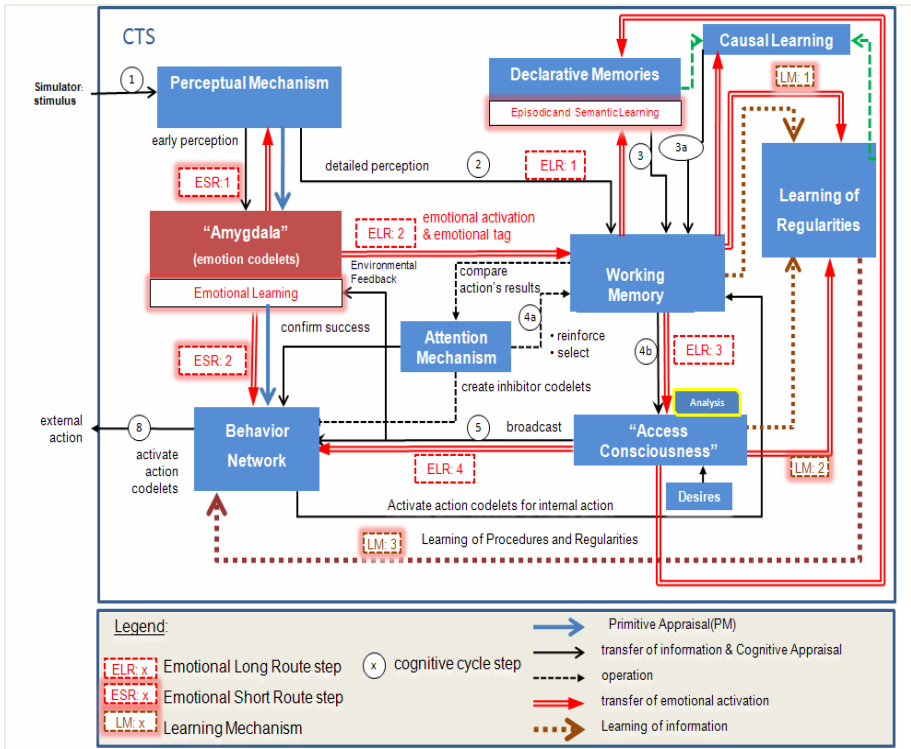 CTS
Causal Learning
Simulator:
stimulus
1
Perceptual Mechanism
Declarative Memories
Episodic and Semantic Learning
LM: 1
early perception
detailed perception
2
ELR: 1
3
3a
ESR: 1
Learning of
Regularities
"Amygdala"
(emotion codelets)
Emotional Learning
ELR: 2
emotional activation
& emotional tag
Environmental
Feedback
compare
action's results
Working
Memory
confirm success
Attention
Mechanism
4a
• reinforce
• select
4b
ELR: 3
ESR: 2
create inhibitor codelets
Analysis
external
action
8
Behavior
Network
5
broadcast
"Access
Consciousness"
activate
action
codelets
ELR: 4
LM: 2
Desires
Activate action codelets for internal action
LM: 3
Learning of Procedures and Regularities
Legend:
ELR: x
Emotional Long Route step
ESR: x
Emotional Short Route step
LM: x
Learning Mechanism
x
cognitive cycle step
Primitive Appraisal(PM)
transfer of information & Cognitive Appraisal
operation
transfer of emotional activation
Learning of information